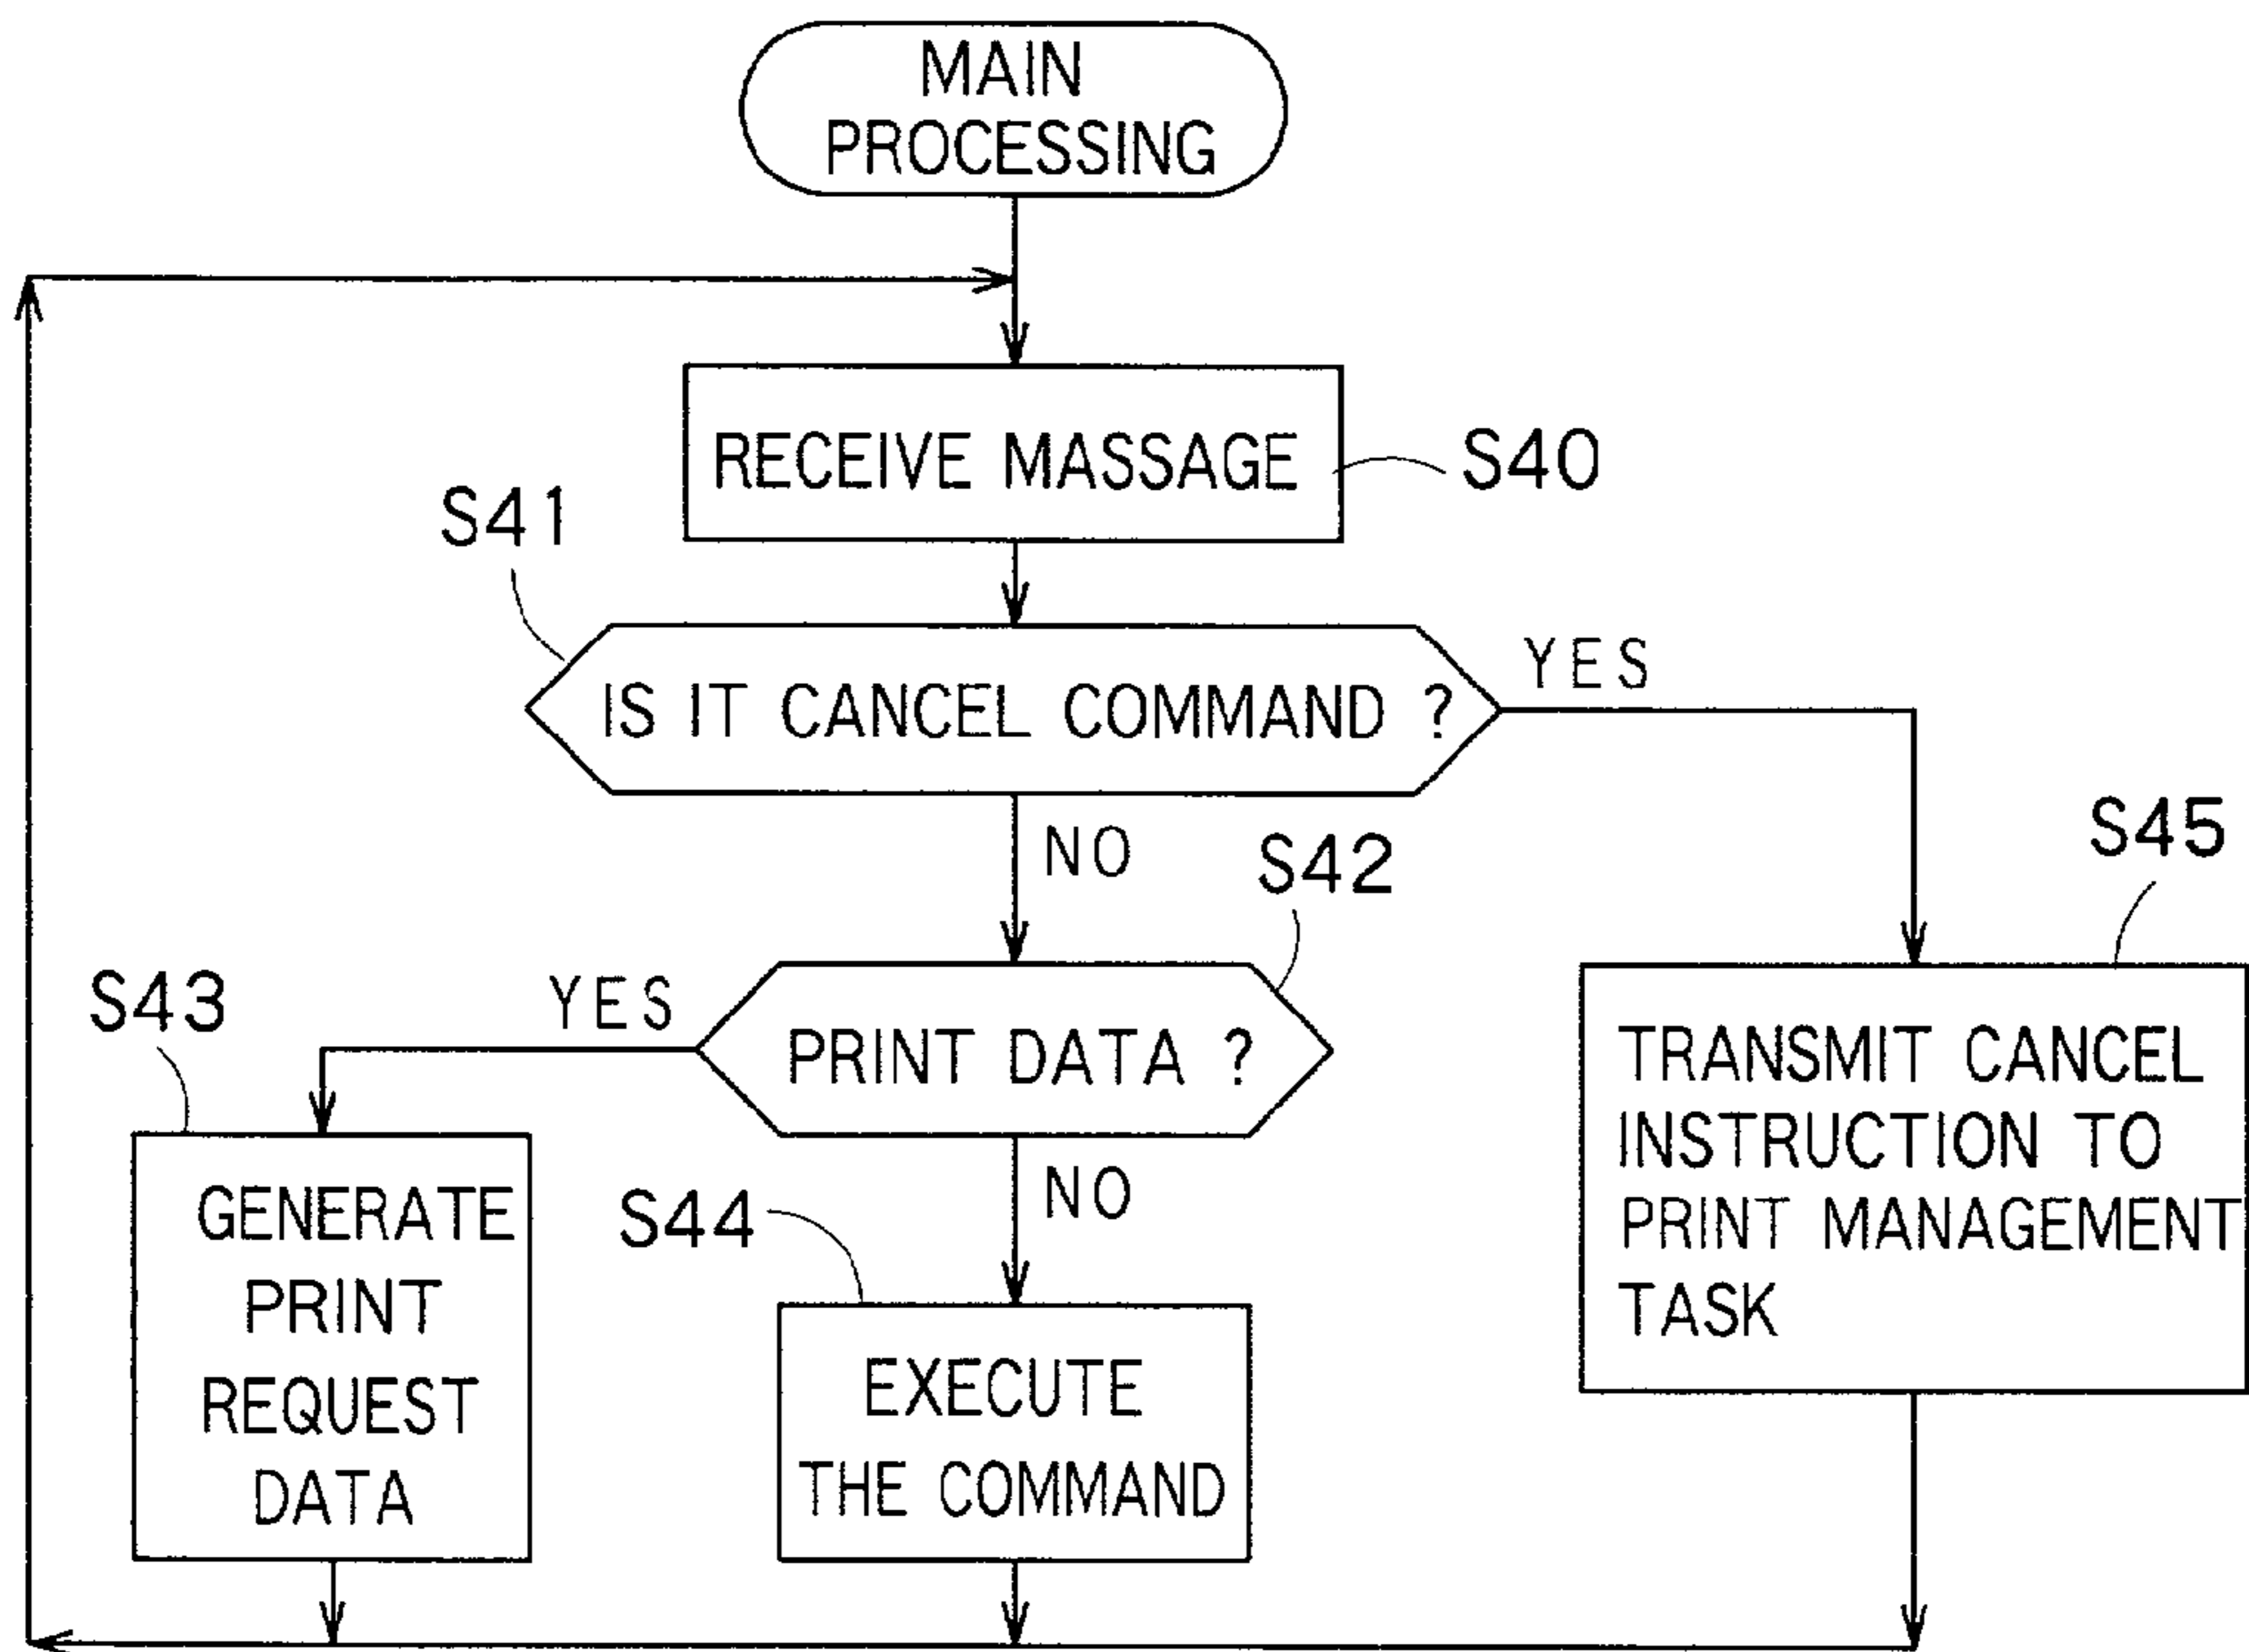 MAIN
PROCESSING
RECEIVE MASSAGE
S40
S41
IS IT CANCEL COMMAND ?
YES
NO
S42
S45
S43
YES
PRINT DATA ?
TRANSMIT CANCEL
INSTRUCTION TO
PRINT MANAGEMENT
TASK
GENERATE
PRINT
REQUEST
DATA
S44
NO
EXECUTE
THE COMMAND